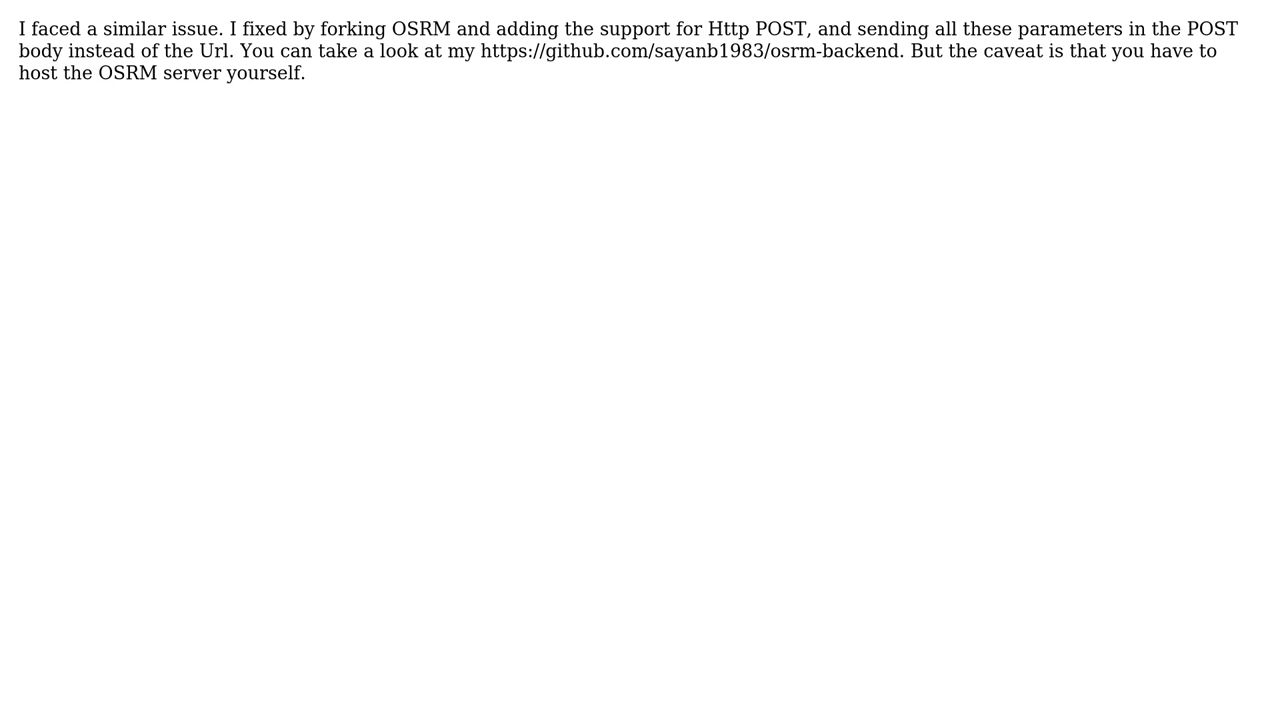 I faced a similar issue. I fixed by forking OSRM and adding the support for Http POST, and sending all these parameters in the POST
body instead of the Url. You can take a look at my https://github.com/sayanb1983/osrm-backend. But the caveat is that you have to
host the OSRM server yourself.